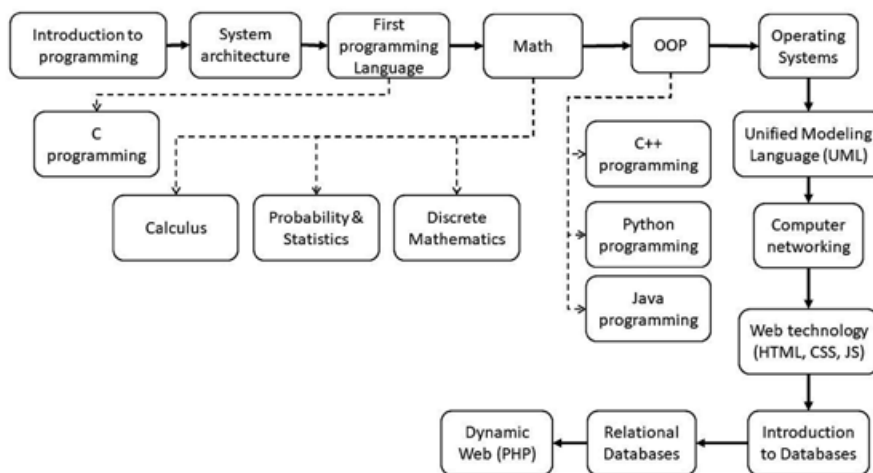 Introduction to
programming
System
architecture
First
programming
Language
Math
OOP
Operating
Systems
C
programming
Calculus
Probability &
Statistics
Discrete
Mathematics
C++
programming
Python
programming
Java
programming
Unified Modeling
Language (UML)
Computer
networking
Web technology
(HTML, CSS, JS)
Introduction
to Databases
Relational
Databases
Dynamic
Web (PHP)